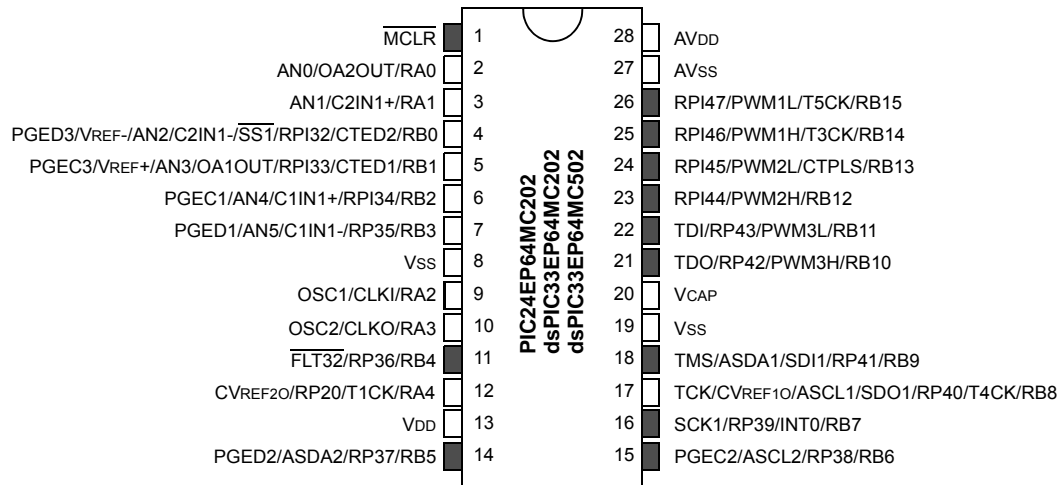 MCLR 1 28 AVDD
AN0/OA2OUT/RA0 2 27 AVSS
AN1/C2IN1+/RA1 3 26 RPI47/PWM1L/T5CK/RB15
PGED3/VREF-/AN2/C2IN1-/SS1/RPI32/CTED2/RB0 4 25 RPI46/PWM1H/T3CK/RB14
PGEC3/VREF+/AN3/OA1OUT/RPI33/CTED1/RB1 5 24 RPI45/PWM2L/CTPLS/RB13
PGEC1/AN4/C1IN1+/RPI34/RB2 6 23 RPI44/PWM2H/RB12
PGED1/AN5/C1IN1-/RP35/RB3 7 22 TDI/RP43/PWM3L/RB11
VSS 8 21 TDO/RP42/PWM3H/RB10
OSC1/CLKI/RA2 9 20 VCAP
OSC2/CLKO/RA3 10 19 VSS
FLT32/RP36/RB4 11 18 TMS/ASDA1/SDI1/RP41/RB9
CVREF2O/RP20/T1CK/RA4 12 17 TCK/CVREF1O/ASCL1/SDO1/RP40/T4CK/RB8
VDD 13 16 SCK1/RP39/INT0/RB7
PGED2/ASDA2/RP37/RB5 14 15 PGEC2/ASCL2/RP38/RB6
PIC24EP64MC202
dsPIC33EP64MC202
dsPIC33EP64MC502